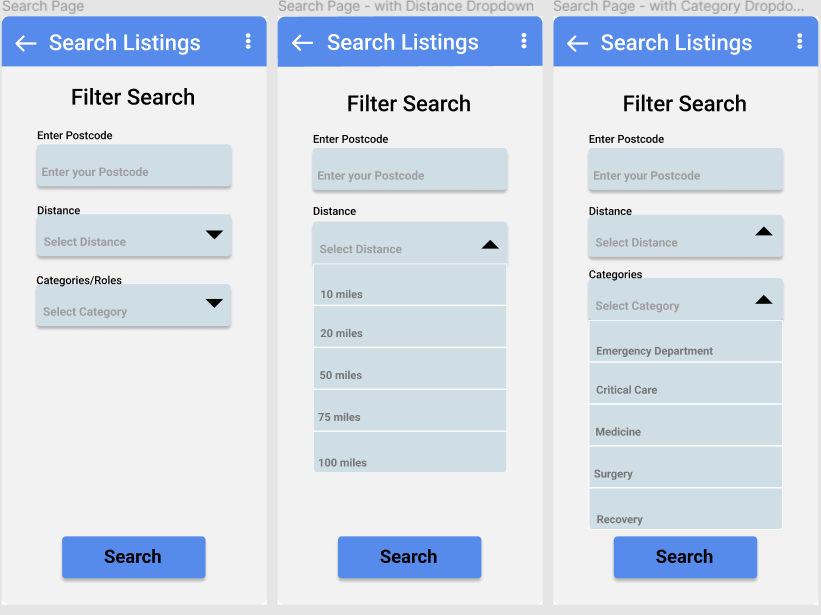 Search Page
Search Listings
Filter Search
Enter Postcode
Enter your Postcode
Distance
Select Distance
Categories/Roles
Select Category
Search
Search Page - with Distance Dropdown
Search Listings
Filter Search
Enter Postcode
Enter your Postcode
Distance
Select Distance
10 miles
20 miles
50 miles
75 miles
100 miles
Search
Search Page - with Category Dropdo...
Search Listings
Filter Search
Enter Postcode
Enter your Postcode
Distance
Select Distance
Categories
Select Category
Emergency Department
Critical Care
Medicine
Surgery
Recovery
Search